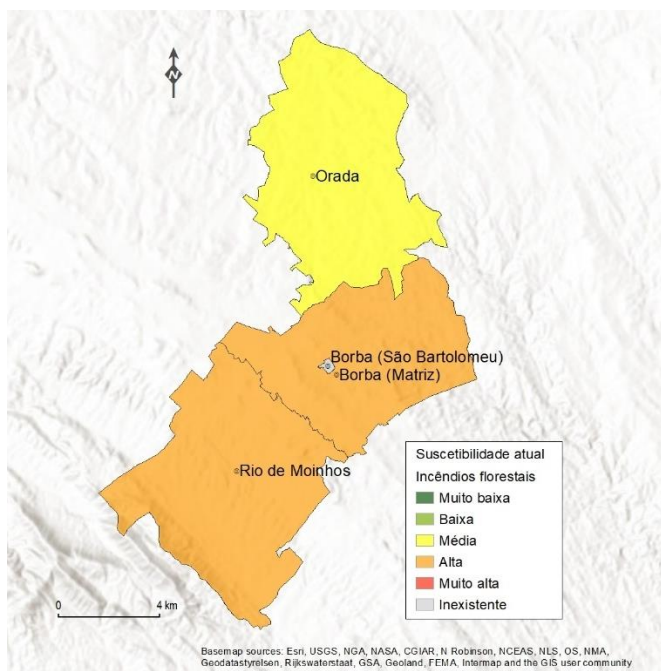 N
Orada
Borba (São Bartolomeu)
Borba (Matriz)
Rio de Moinhos
Suscetibilidade atual
Incêndios florestais
Muito baixa
Baixa
Média
Alta
Muito alta
Inexistente
0 4 km
Basemap sources: Esri, USGS, NGA, NASA, CGIAR, N Robinson, NCEAS, NLS, OS, NMA,
Geodatastyrelsen, Rijkswaterstaat, GSA, Geoland, FEMA, Intermap and the GIS user community